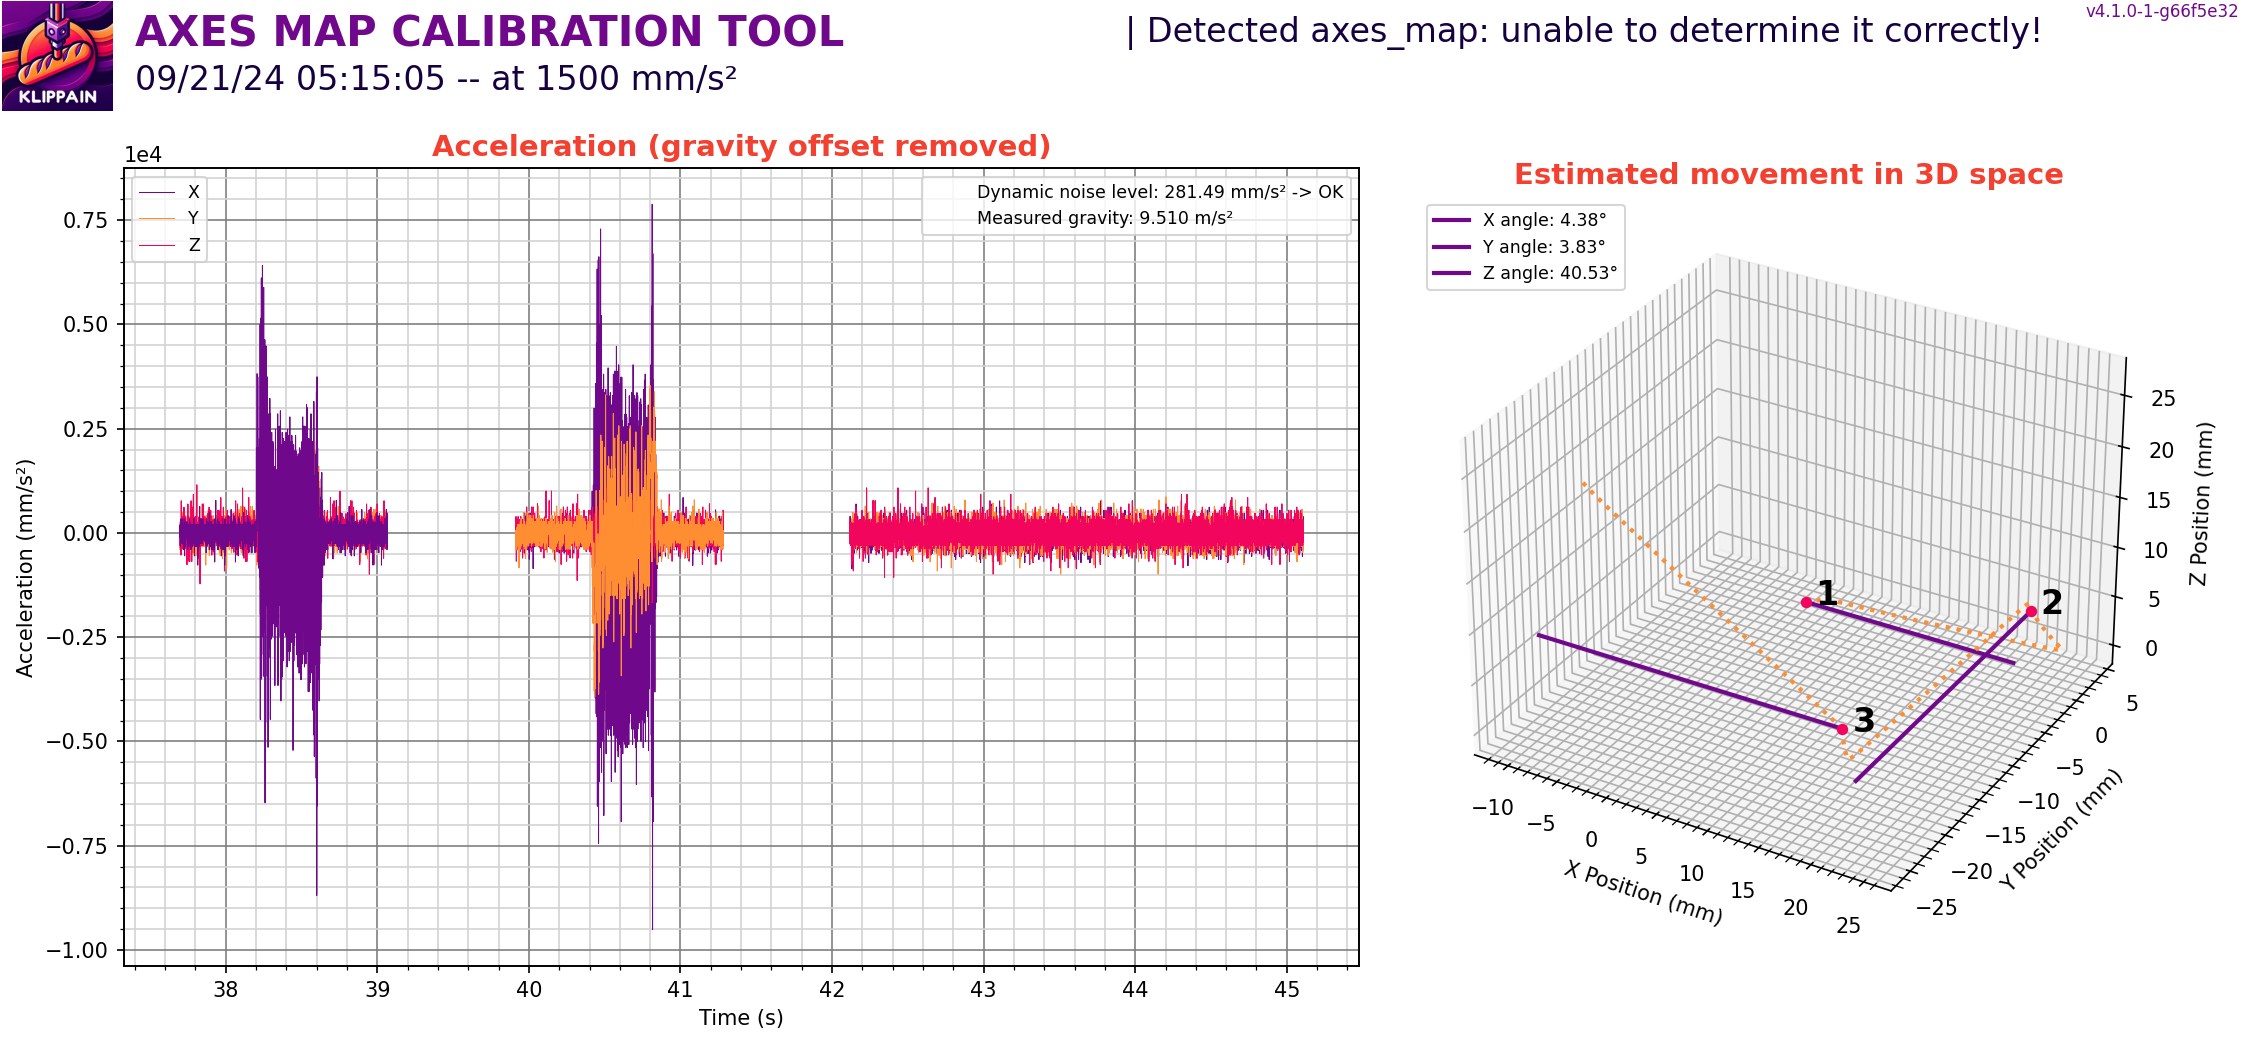 AXES MAP CALIBRATION TOOL
| Detected axes_map: unable to determine it correctly!
v4.1.0-1-g66f5e32
09/21/24 05:15:05 -- at 1500 mm/s²
KLIPPAIN
Acceleration (gravity offset removed)
1e4
X
Y
Z
Dynamic noise level: 281.49 mm/s² -> OK
Measured gravity: 9.510 m/s²
0.75
0.50
0.25
0.00
−0.25
−0.50
−0.75
−1.00
Acceleration (mm/s²)
38 39 40 41 42 43 44 45
Time (s)
Estimated movement in 3D space
X angle: 4.38°
Y angle: 3.83°
Z angle: 40.53°
1
2
3
25
20
15
10
5
0
Z Position (mm)
5
0
−5
−10
−15
−20
−25
Y Position (mm)
−10
−5
0
5
10
15
20
25
X Position (mm)